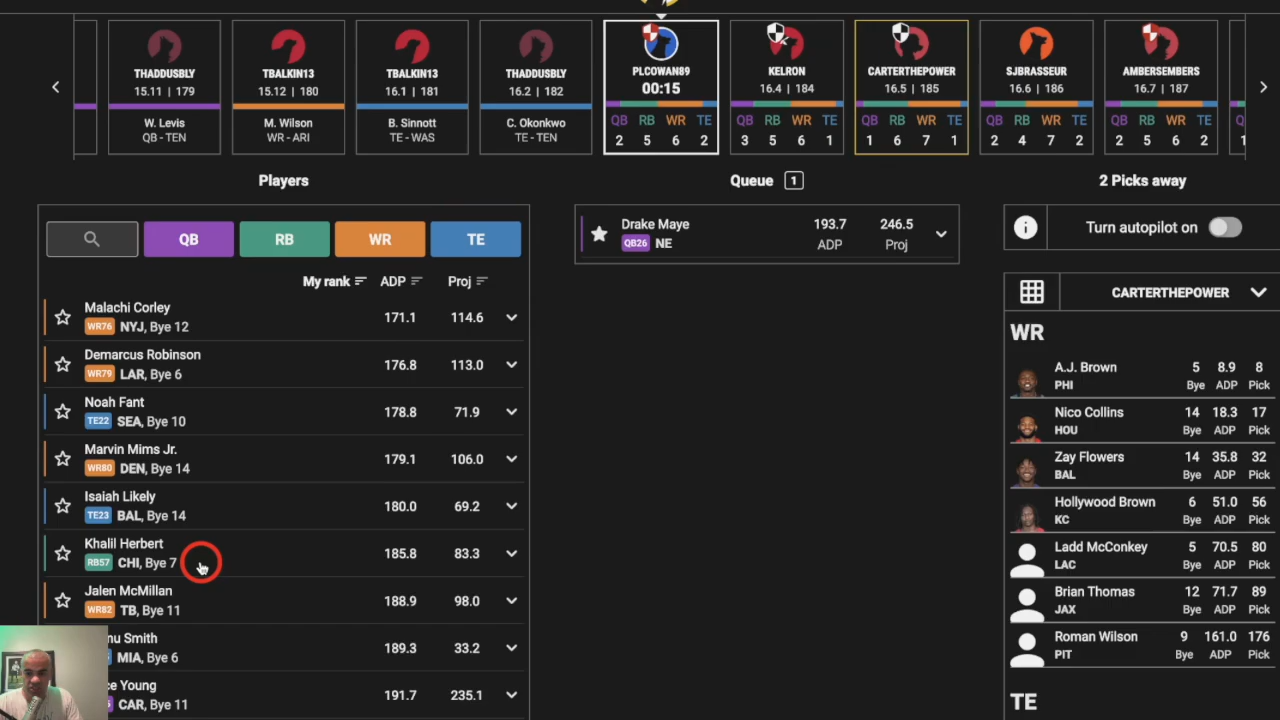 THADDUSBLY
15.11 | 179
W. Levis
QB - TEN
TBALKIN13
15.12 | 180
M. Wilson
WR - ARI
TBALKIN13
16.1 | 181
B. Sinnott
TE - WAS
THADDUSBLY
16.2 | 182
C. Okonkwo
TE - TEN
PLCOWAN89
00:15
QB RB WR TE
2 5 6 2
KELRON
16.4 | 184
QB RB WR TE
3 5 6 1
CARTERTHEPOWER
16.5 | 185
QB RB WR TE
1 6 7 1
SJBRASSEUR
16.6 | 186
QB RB WR TE
2 4 7 2
AMBERSEMBERS
16.7 | 187
QB RB WR TE
2 5 6 2
Players
QB RB WR TE
My rank ADP Proj
Malachi Corley
WR76 NYJ, Bye 12
171.1 114.6
Demarcus Robinson
WR79 LAR, Bye 6
176.8 113.0
Noah Fant
TE22 SEA, Bye 10
178.8 71.9
Marvin Mims Jr.
WR80 DEN, Bye 14
179.1 106.0
Isaiah Likely
TE23 BAL, Bye 14
180.0 69.2
Khalil Herbert
RB57 CHI, Bye 7
185.8 83.3
Jalen McMillan
WR82 TB, Bye 11
188.9 98.0
Smith
MIA, Bye 6
189.3 33.2
Young
CAR, Bye 11
191.7 235.1
Queue 1
Drake Maye
QB26 NE
193.7 246.5
ADP Proj
2 Picks away
Turn autopilot on
CARTERTHEPOWER
WR
A.J. Brown 5 8.9 8
PHI Bye ADP Pick
Nico Collins 14 18.3 17
HOU Bye ADP Pick
Zay Flowers 14 35.8 32
BAL Bye ADP Pick
Hollywood Brown 6 51.0 56
KC Bye ADP Pick
Ladd McConkey 5 70.5 80
LAC Bye ADP Pick
Brian Thomas 12 71.7 89
JAX Bye ADP Pick
Roman Wilson 9 161.0 176
PIT Bye ADP Pick
TE